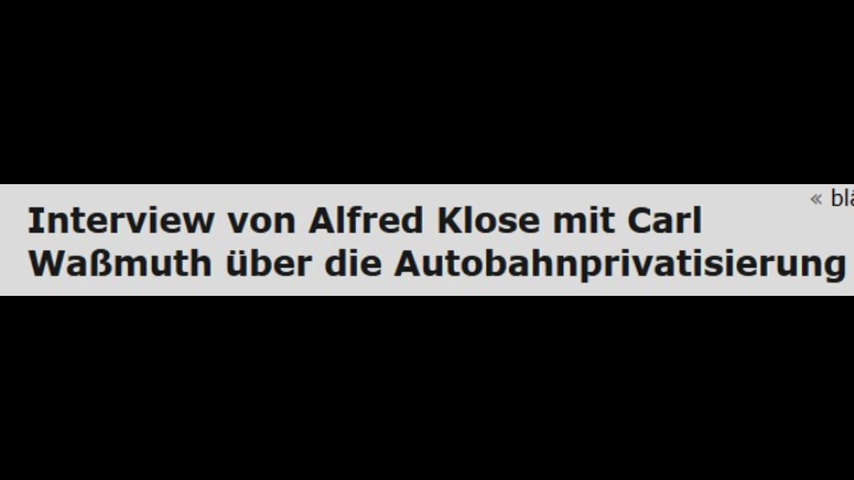 Interview von Alfred Klose mit Carl
Waßmuth über die Autobahnprivatisierung
«